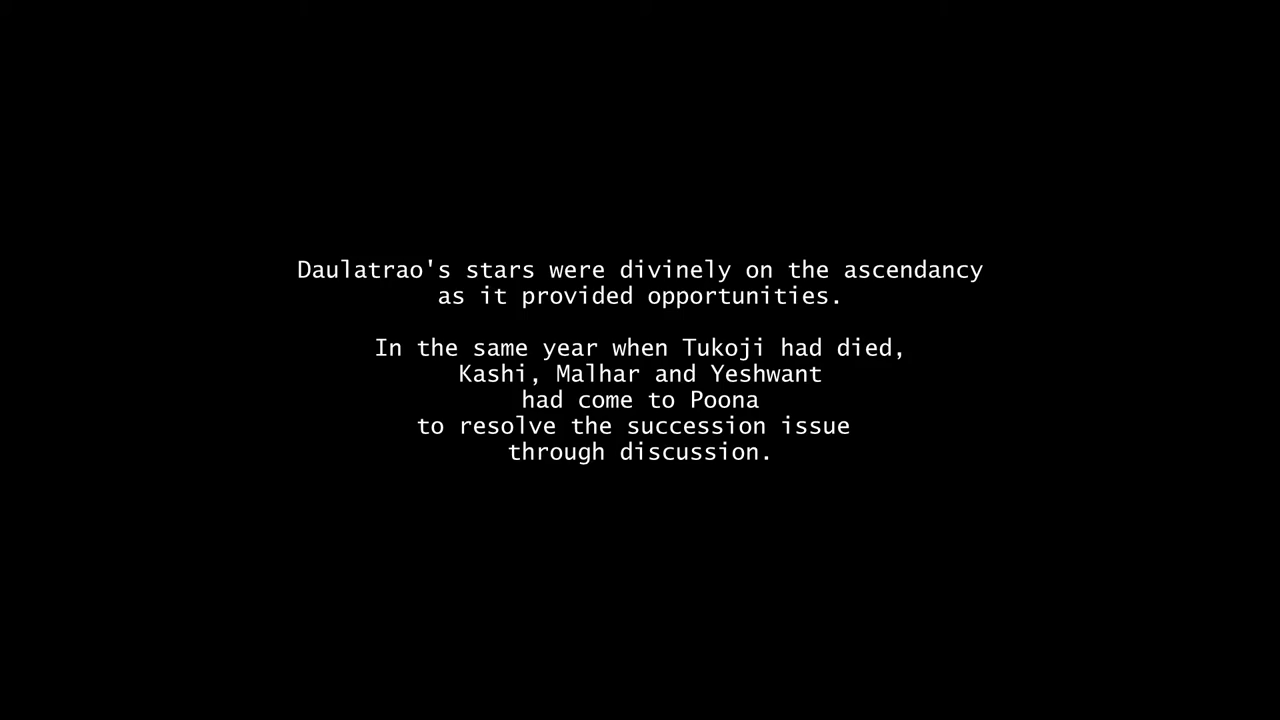 Daulatrao's stars were divinely on the ascendancy
as it provided opportunities.
In the same year when Tukoji had died,
Kashi, Malhar and Yeshwant
had come to Poona
to resolve the succession issue
through discussion.